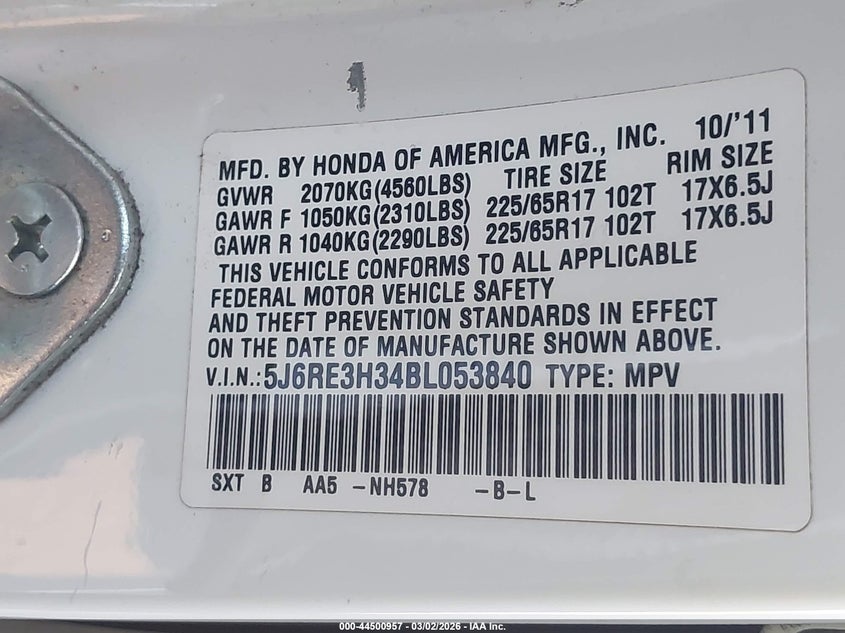 MFD. BY HONDA OF AMERICA MFG., INC. 10/'11
GVWR 2070KG(4560LBS) TIRE SIZE RIM SIZE
GAWR F 1050KG(2310LBS) 225/65R17 102T 17X6.5J
GAWR R 1040KG(2290LBS) 225/65R17 102T 17X6.5J
THIS VEHICLE CONFORMS TO ALL APPLICABLE
FEDERAL MOTOR VEHICLE SAFETY
AND THEFT PREVENTION STANDARDS IN EFFECT
ON THE DATE OF MANUFACTURE SHOWN ABOVE.
V.I.N.:5J6RE3H34BL053840 TYPE: MPV
SXT B AA5 -NH578 -B-L
000-44500957 - 03/02/2026 - IAA Inc.